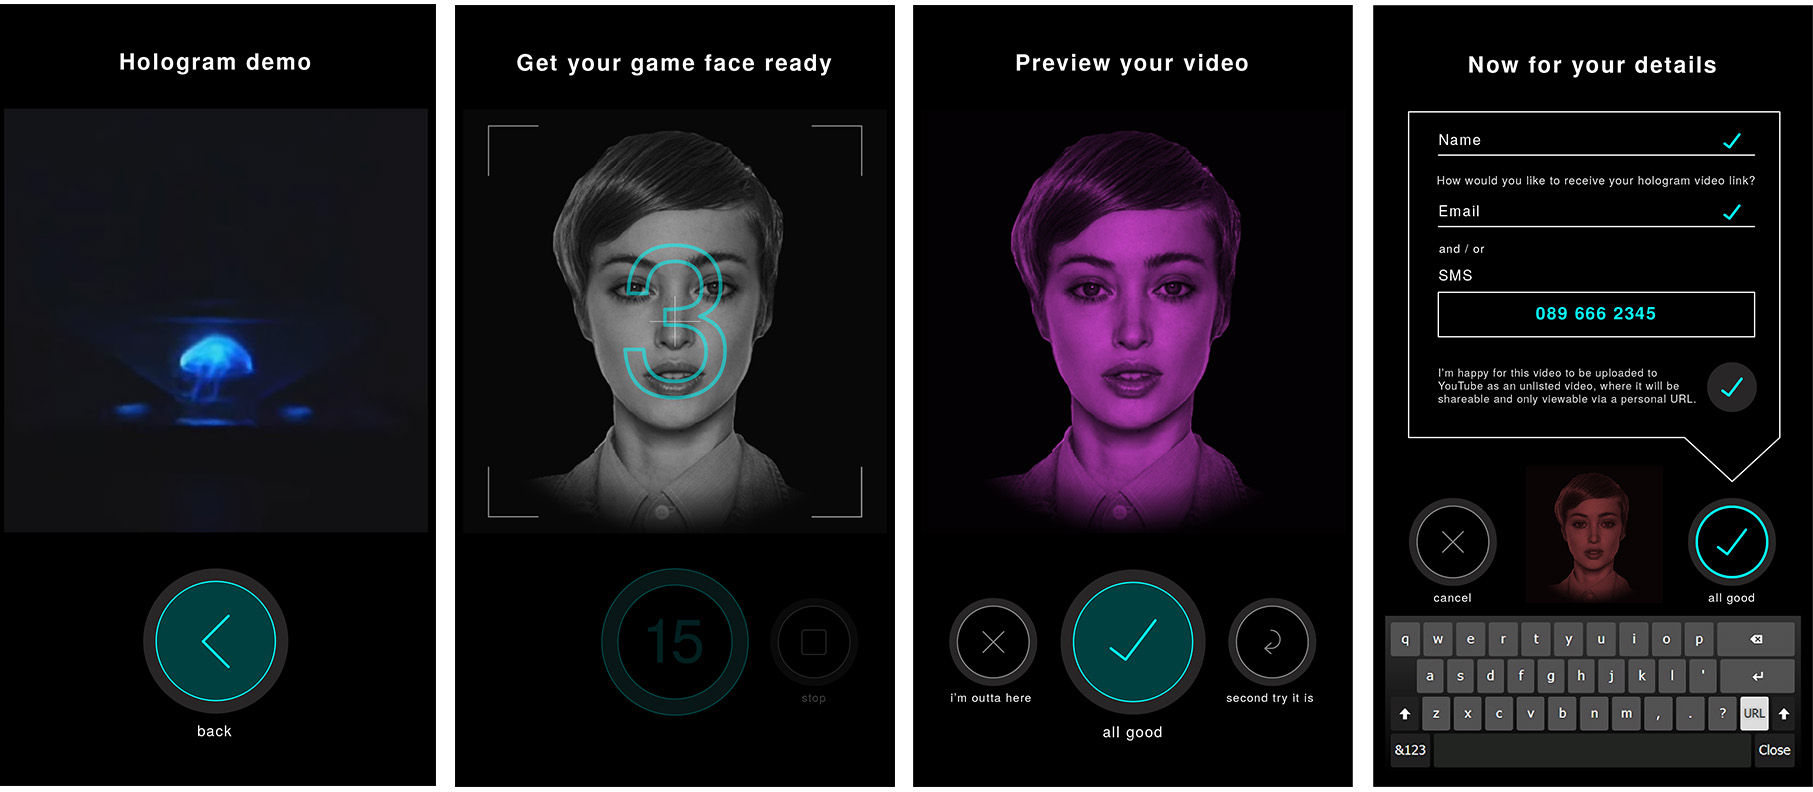 Hologram demo
back
Get your game face ready
3
15
stop
Preview your video
i'm outta here
all good
second try it is
Now for your details
Name
How would you like to receive your hologram video link?
Email
and / or
SMS
089 666 2345
I'm happy for this video to be uploaded to
YouTube as an unlisted video, where it will be
shareable and only viewable via a personal URL.
cancel
all good
q w e r t y u i o p
a s d f g h j k l '
z x c v b n m , . ? URL
&123 Close